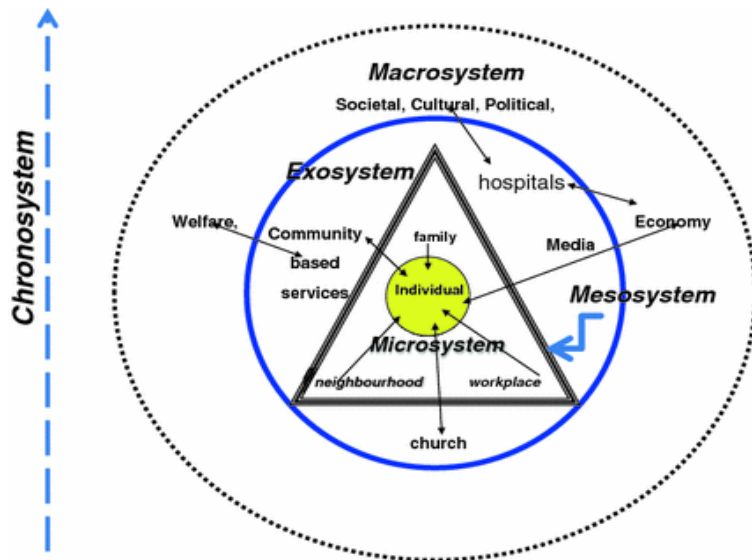 Chronosystem
Macrosystem
Societal, Cultural, Political,
Exosystem
hospitals
Welfare,
Economy
Community
family
Media
based
services
Individual
Mesosystem
Microsystem
neighbourhood
workplace
church